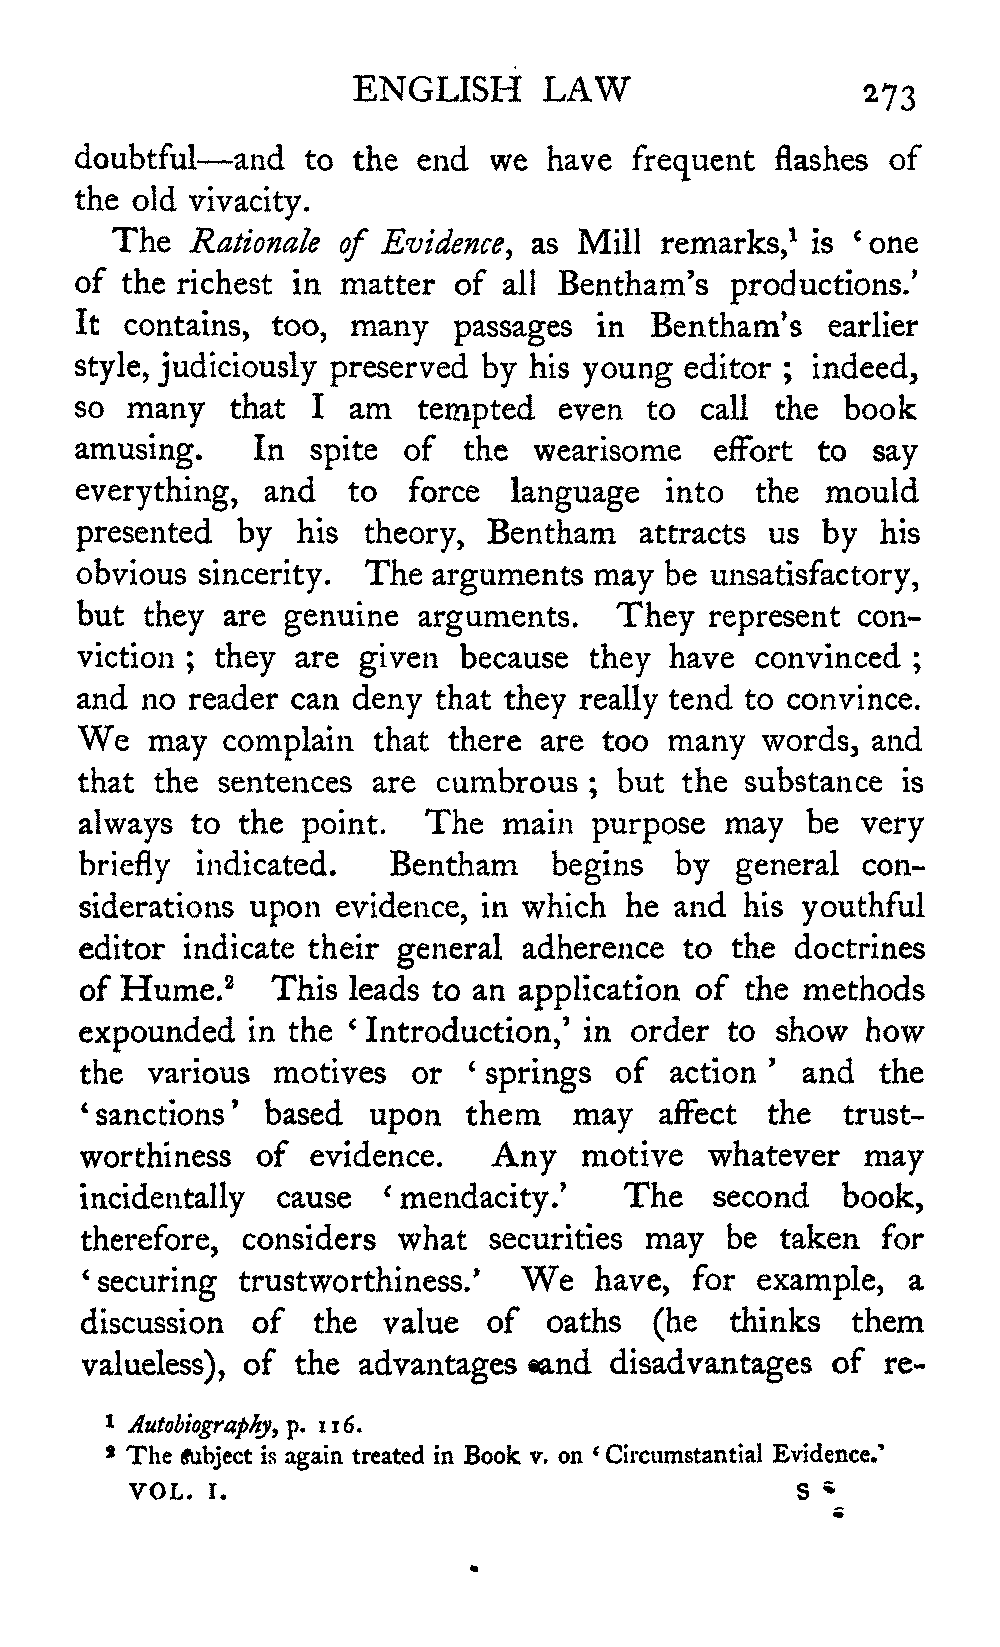 ENGLISH LAW 273
doubtful—and to the end we have frequent flashes of
the old vivacity.
The Rationale of Evidence, as Mill remarks,¹ is ‘one
of the richest in matter of all Bentham’s productions.’
It contains, too, many passages in Bentham’s earlier
style, judiciously preserved by his young editor ; indeed,
so many that I am tempted even to call the book
amusing. In spite of the wearisome effort to say
everything, and to force language into the mould
presented by his theory, Bentham attracts us by his
obvious sincerity. The arguments may be unsatisfactory,
but they are genuine arguments. They represent con-
viction ; they are given because they have convinced ;
and no reader can deny that they really tend to convince.
We may complain that there are too many words, and
that the sentences are cumbrous ; but the substance is
always to the point. The main purpose may be very
briefly indicated. Bentham begins by general con-
siderations upon evidence, in which he and his youthful
editor indicate their general adherence to the doctrines
of Hume.² This leads to an application of the methods
expounded in the ‘Introduction,’ in order to show how
the various motives or ‘springs of action’ and the
‘sanctions’ based upon them may affect the trust-
worthiness of evidence. Any motive whatever may
incidentally cause ‘mendacity.’ The second book,
therefore, considers what securities may be taken for
‘securing trustworthiness.’ We have, for example, a
discussion of the value of oaths (he thinks them
valueless), of the advantages and disadvantages of re-
¹ Autobiography, p. 116.
² The subject is again treated in Book v. on ‘Circumstantial Evidence.’
VOL. I. S